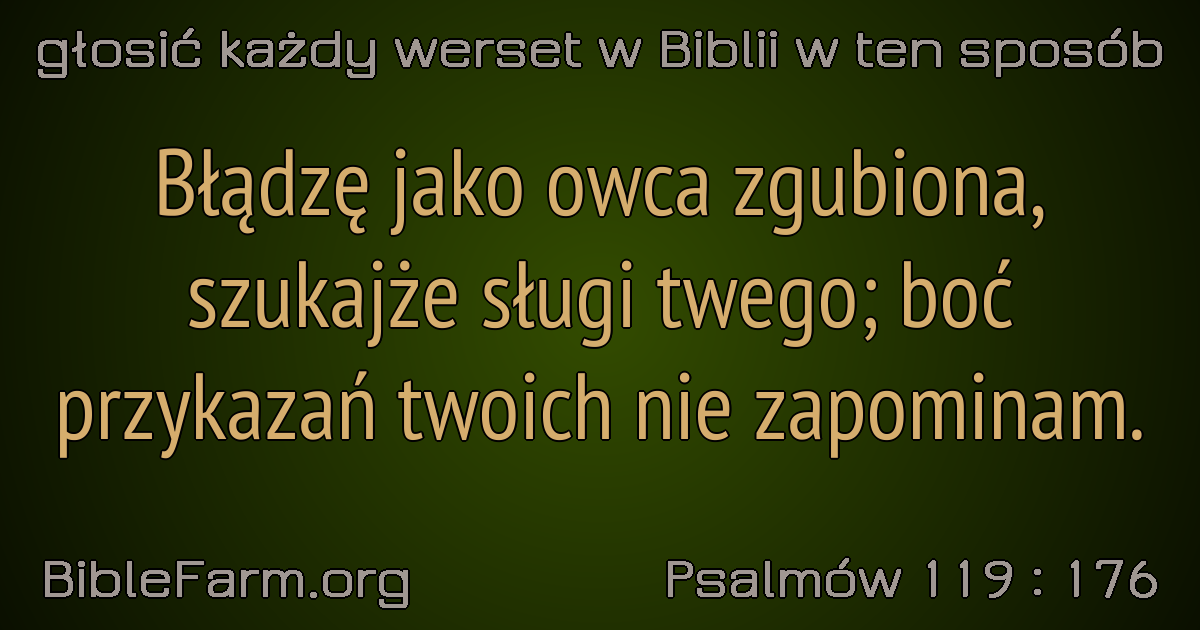 głosić każdy werset w Biblii w ten sposób
Błądzę jako owca zgubiona,
szukajże sługi twego; boć
przykazań twoich nie zapominam.
BibleFarm.org
Psalmów 119 : 176